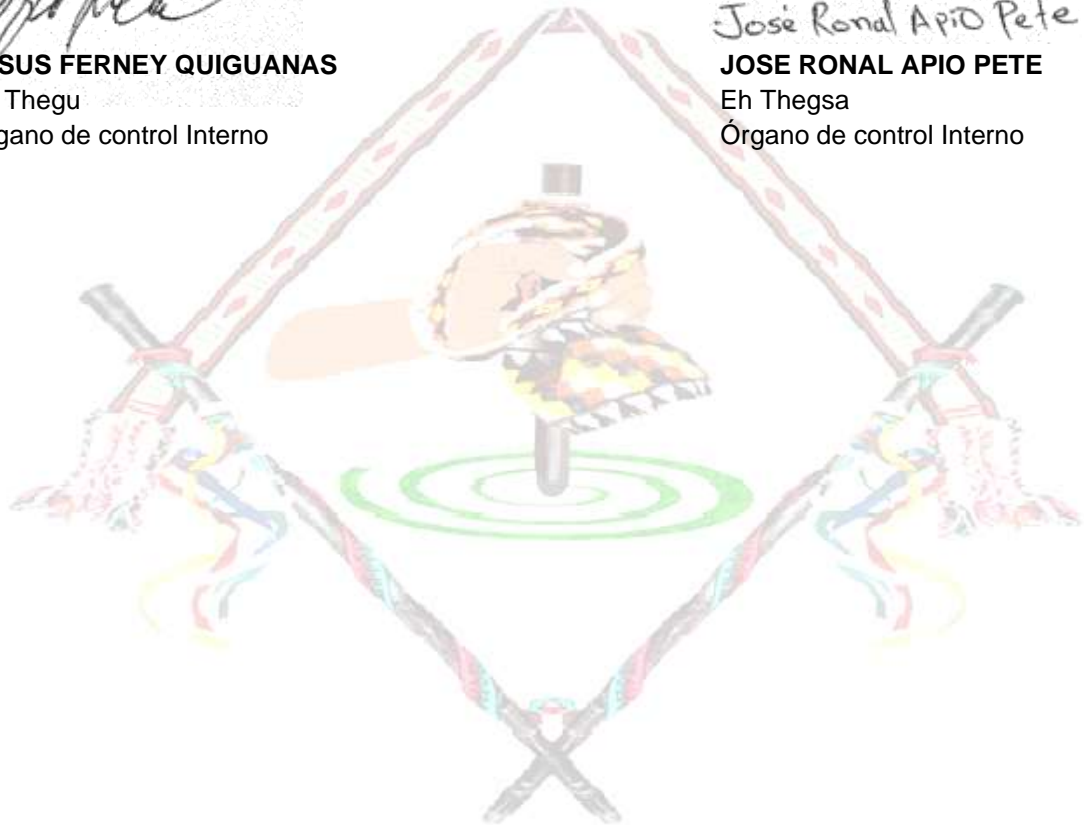 José Ronal Apio Pete
SUS FERNEY QUIGUANAS
JOSE RONAL APIO PETE
Thegu
Eh Thegsa
gano de control Interno
Órgano de control Interno